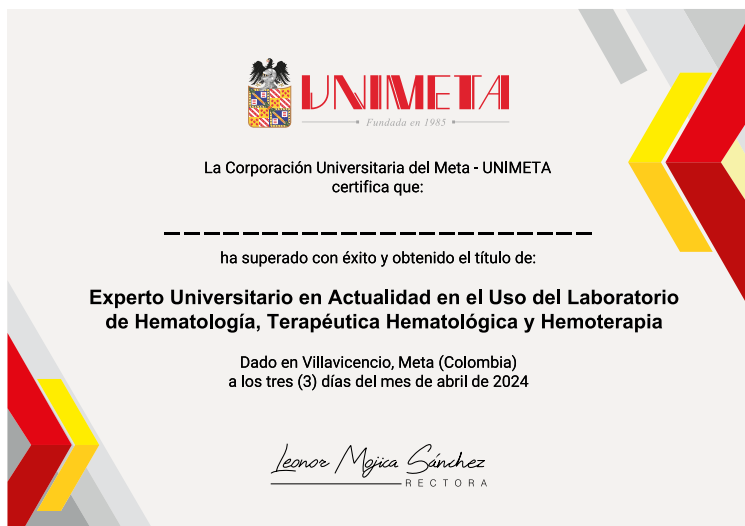 UNIMETA
Fundada en 1985
La Corporación Universitaria del Meta - UNIMETA
certifica que:
ha superado con éxito y obtenido el título de:
Experto Universitario en Actualidad en el Uso del Laboratorio
de Hematología, Terapéutica Hematológica y Hemoterapia
Dado en Villavicencio, Meta (Colombia)
a los tres (3) días del mes de abril de 2024
Leonor Mojica Sánchez
RECTORA